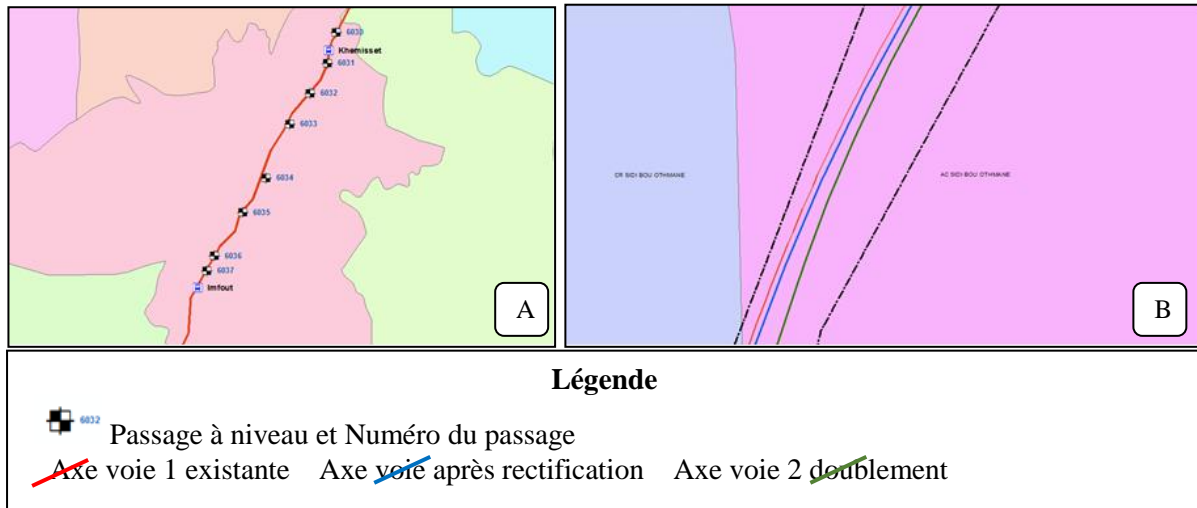 6030
Khemisset
6031
6032
6033
6034
6035
6036
6037
Imfout
A
CR SIDI BOU OTHMANE
AC SIDI BOU OTHMANE
B
Légende
6032 Passage à niveau et Numéro du passage
Axe voie 1 existante Axe voie après rectification Axe voie 2 doublement